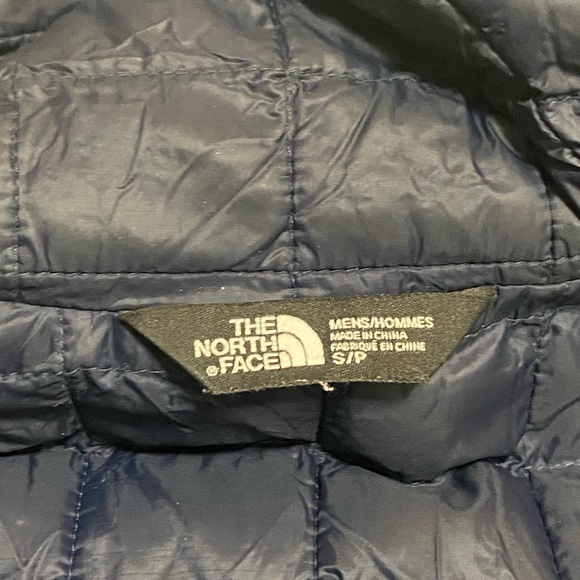 THE
NORTH
FACE
MENS/HOMMES
MADE IN CHINA
FABRIQUÉ EN CHINE
S/P